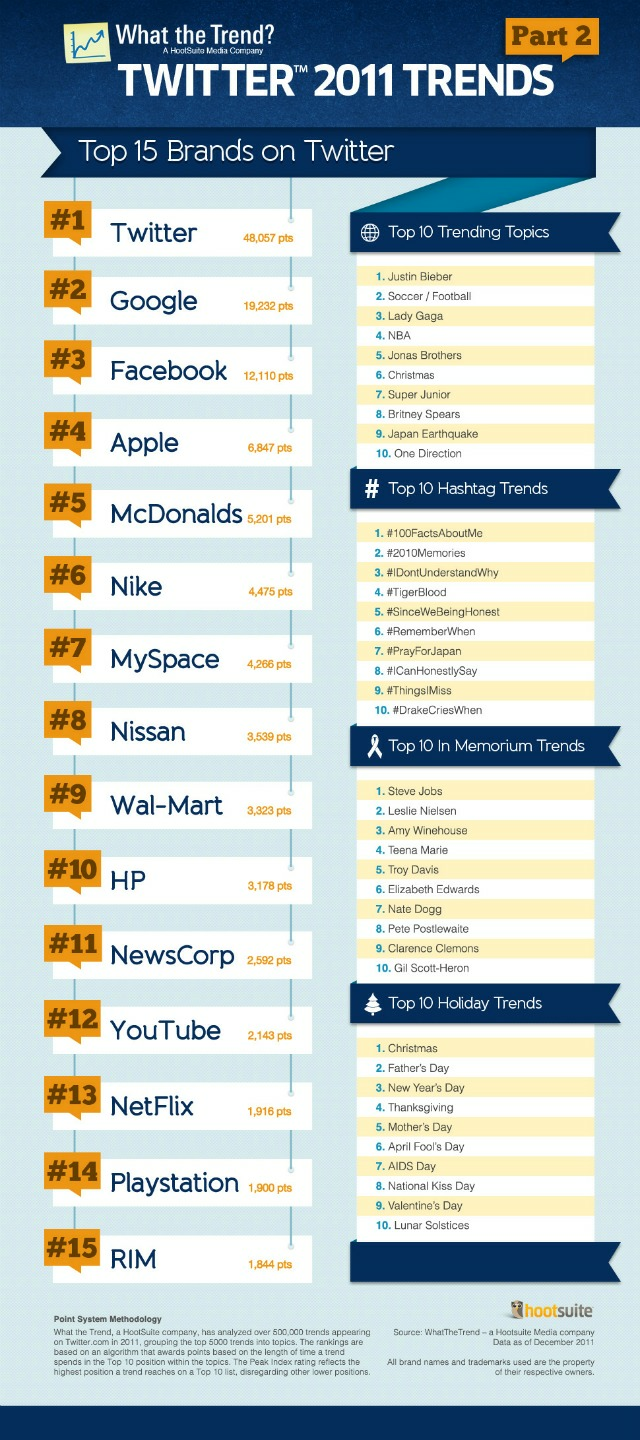 What the Trend?
A HootSuite Media Company
Part 2
TWITTER™ 2011 TRENDS
Top 15 Brands on Twitter
#1
Twitter 48,057 pts
#2
Google 19,232 pts
#3
Facebook 12,110 pts
#4
Apple 6,847 pts
#5
McDonalds 5,201 pts
#6
Nike 4,475 pts
#7
MySpace 4,266 pts
#8
Nissan 3,539 pts
#9
Wal-Mart 3,323 pts
#10
HP 3,178 pts
#11
NewsCorp 2,592 pts
#12
YouTube 2,143 pts
#13
NetFlix 1,916 pts
#14
Playstation 1,900 pts
#15
RIM 1,844 pts
Top 10 Trending Topics
1. Justin Bieber
2. Soccer / Football
3. Lady Gaga
4. NBA
5. Jonas Brothers
6. Christmas
7. Super Junior
8. Britney Spears
9. Japan Earthquake
10. One Direction
# Top 10 Hashtag Trends
1. #100FactsAboutMe
2. #2010Memories
3. #IDontUnderstandWhy
4. #TigerBlood
5. #SinceWeBeingHonest
6. #RememberWhen
7. #PrayForJapan
8. #ICanHonestlySay
9. #ThingsIMiss
10. #DrakeCriesWhen
Top 10 In Memorium Trends
1. Steve Jobs
2. Leslie Nielsen
3. Amy Winehouse
4. Teena Marie
5. Troy Davis
6. Elizabeth Edwards
7. Nate Dogg
8. Pete Postlewaite
9. Clarence Clemons
10. Gil Scott-Heron
Top 10 Holiday Trends
1. Christmas
2. Father's Day
3. New Year's Day
4. Thanksgiving
5. Mother's Day
6. April Fool's Day
7. AIDS Day
8. National Kiss Day
9. Valentine's Day
10. Lunar Solstices
Point System Methodology
What the Trend, a HootSuite company, has analyzed over 500,000 trends appearing
on Twitter.com in 2011, grouping the top 5000 trends into topics. The rankings are
based on an algorithm that awards points based on the length of time a trend
spends in the Top 10 position within the topics. The Peak Index rating reflects the
highest position a trend reaches on a Top 10 list, disregarding other lower positions.
hootsuite
Source: WhatTheTrend – a Hootsuite Media company
Data as of December 2011
All brand names and trademarks used are the property
of their respective owners.